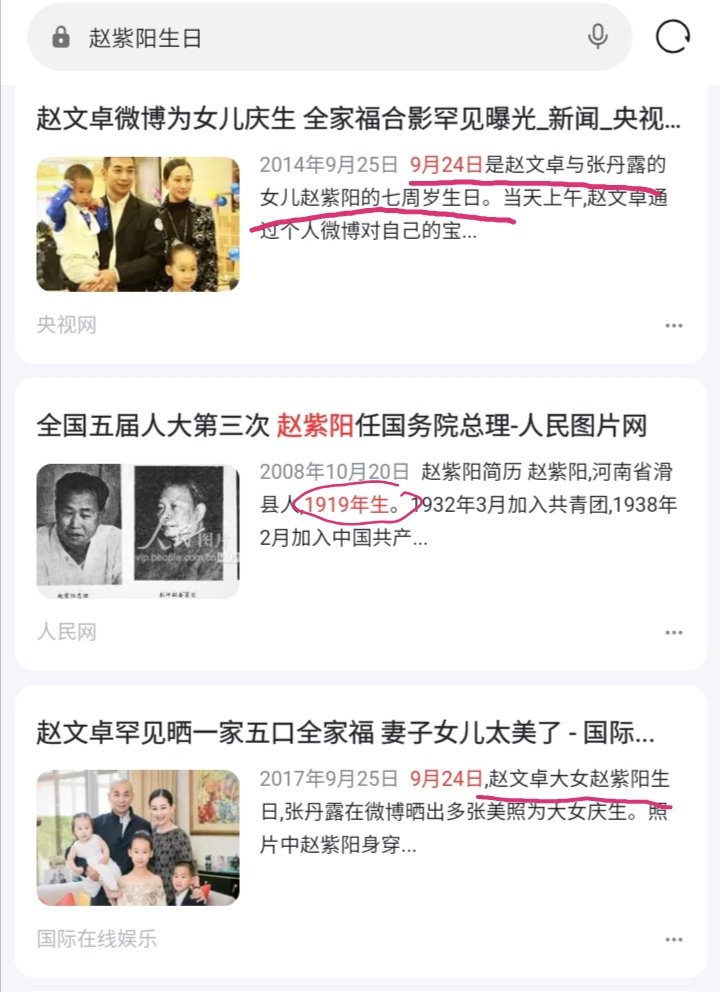 赵紫阳生日
赵文卓微博为女儿庆生 全家福合影罕见曝光_新闻_央视...
2014年9月25日 9月24日是赵文卓与张丹露的
女儿赵紫阳的七周岁生日。当天上午,赵文卓通
过个人微博对自己的宝...
央视网
全国五届人大第三次 赵紫阳任国务院总理-人民图片网
2008年10月20日 赵紫阳简历 赵紫阳,河南省滑
县人,1919年生。1932年3月加入共青团,1938年
2月加入中国共产...
人民图片
vip.people.com.cn
人民网
赵文卓罕见晒一家五口全家福 妻子女儿太美了 - 国际...
2017年9月25日 9月24日,赵文卓大女赵紫阳生
日,张丹露在微博晒出多张美照为大女庆生。照
片中赵紫阳身穿...
国际在线娱乐